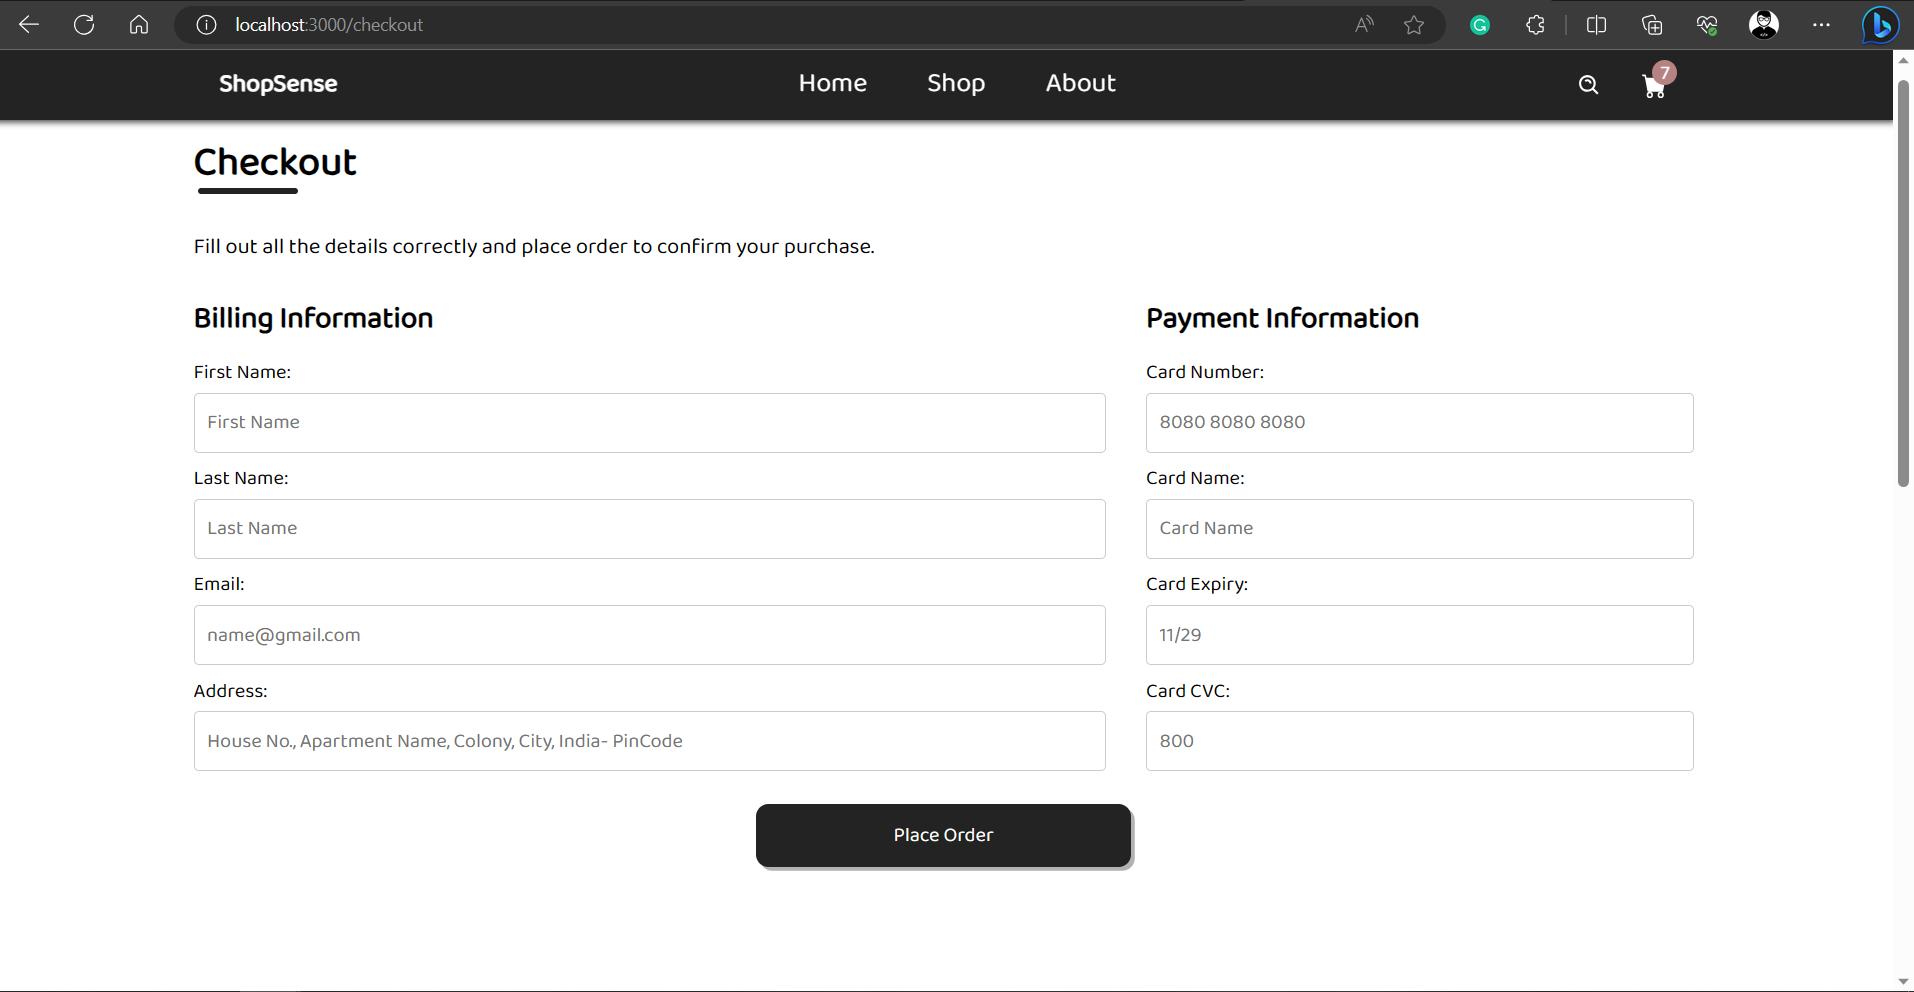 localhost:3000/checkout
ShopSense
Home Shop About
7
Checkout
Fill out all the details correctly and place order to confirm your purchase.
Billing Information
First Name:
First Name
Last Name:
Last Name
Email:
name@gmail.com
Address:
House No., Apartment Name, Colony, City, India- PinCode
Payment Information
Card Number:
8080 8080 8080
Card Name:
Card Name
Card Expiry:
11/29
Card CVC:
800
Place Order